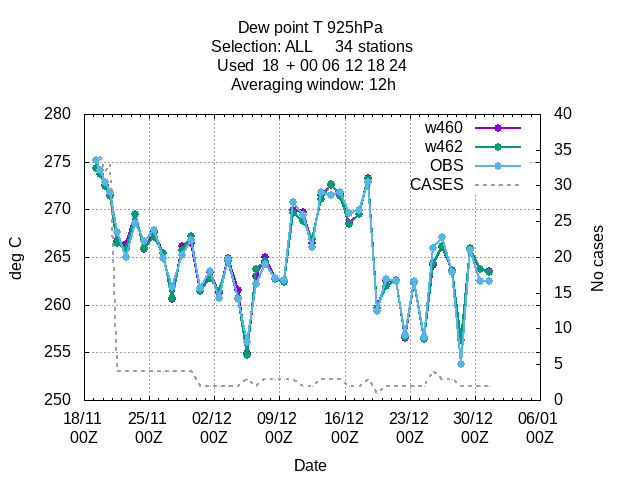 Dew point T 925hPa
Selection: ALL 34 stations
Used 18 + 00 06 12 18 24
Averaging window: 12h
280
275
270
265
260
255
250
deg C
40
35
30
25
20
15
10
5
0
No cases
w460
w462
OBS
CASES
18/11 25/11 02/12 09/12 16/12 23/12 30/12 06/01
00Z 00Z 00Z 00Z 00Z 00Z 00Z 00Z
Date